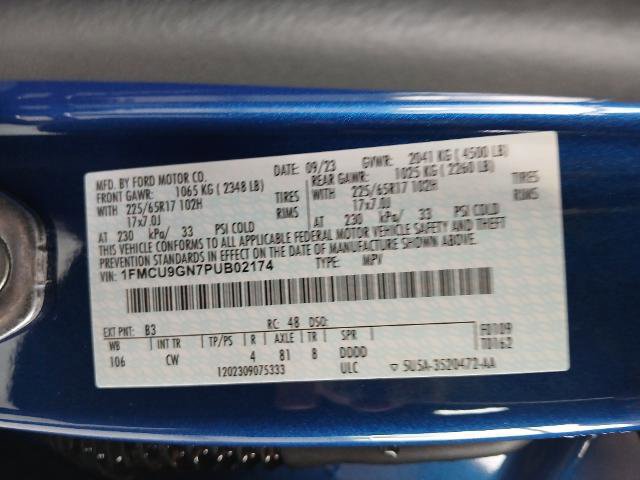 MFD. BY FORD MOTOR CO. DATE: 09/23 GVWR: 2041 KG ( 4500 LB)
FRONT GAWR: 1065 KG ( 2348 LB) REAR GAWR: 1025 KG ( 2260 LB)
WITH 225/65R17 102H TIRES WITH 225/65R17 102H TIRES
17x7.0J RIMS 17x7.0J RIMS
AT 230 kPa/ 33 PSI COLD AT 230 kPa/ 33 PSI COLD
THIS VEHICLE CONFORMS TO ALL APPLICABLE FEDERAL MOTOR VEHICLE SAFETY AND THEFT
PREVENTION STANDARDS IN EFFECT ON THE DATE OF MANUFACTURE SHOWN ABOVE.
VIN: 1FMCU9GN7PUB02174 TYPE: MPV
EXT PNT: B3 RC: 48 DSO: F0109
WB INT TR TP/PS R AXLE TR SPR T0162
106 CW 4 81 8 DDDD
1202309075333 ULC ▽ 5U5A-3520472-AA